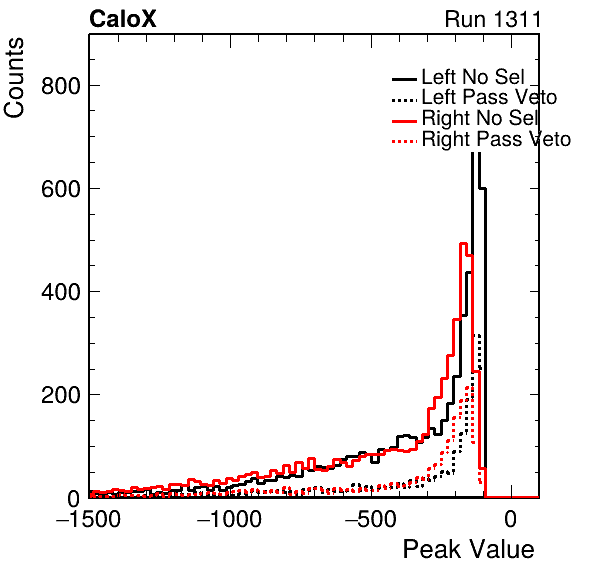 CaloX Run 1311
Counts
Left No Sel
Left Pass Veto
Right No Sel
Right Pass Veto
800
600
400
200
0
−1500 −1000 −500 0
Peak Value